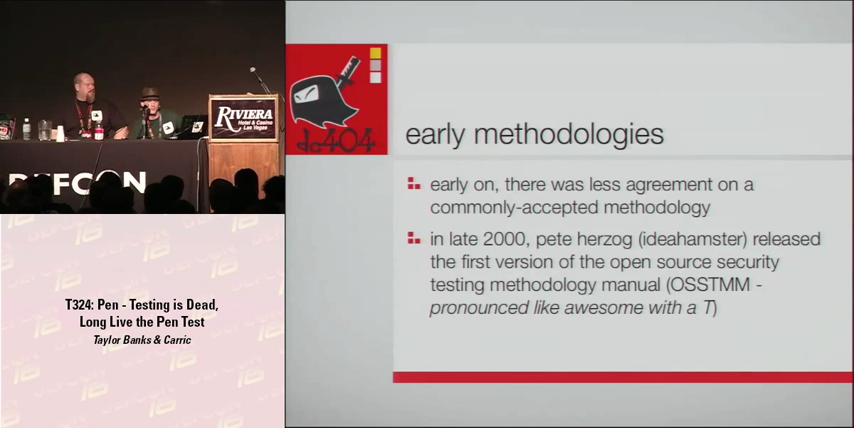 RIVIERA
Hotel & Casino
Las Vegas
DEFCON
dc404
early methodologies
early on, there was less agreement on a
commonly-accepted methodology
in late 2000, pete herzog (ideahamster) released
the first version of the open source security
testing methodology manual (OSSTMM -
pronounced like awesome with a T)
T324: Pen - Testing is Dead,
Long Live the Pen Test
Taylor Banks & Carric